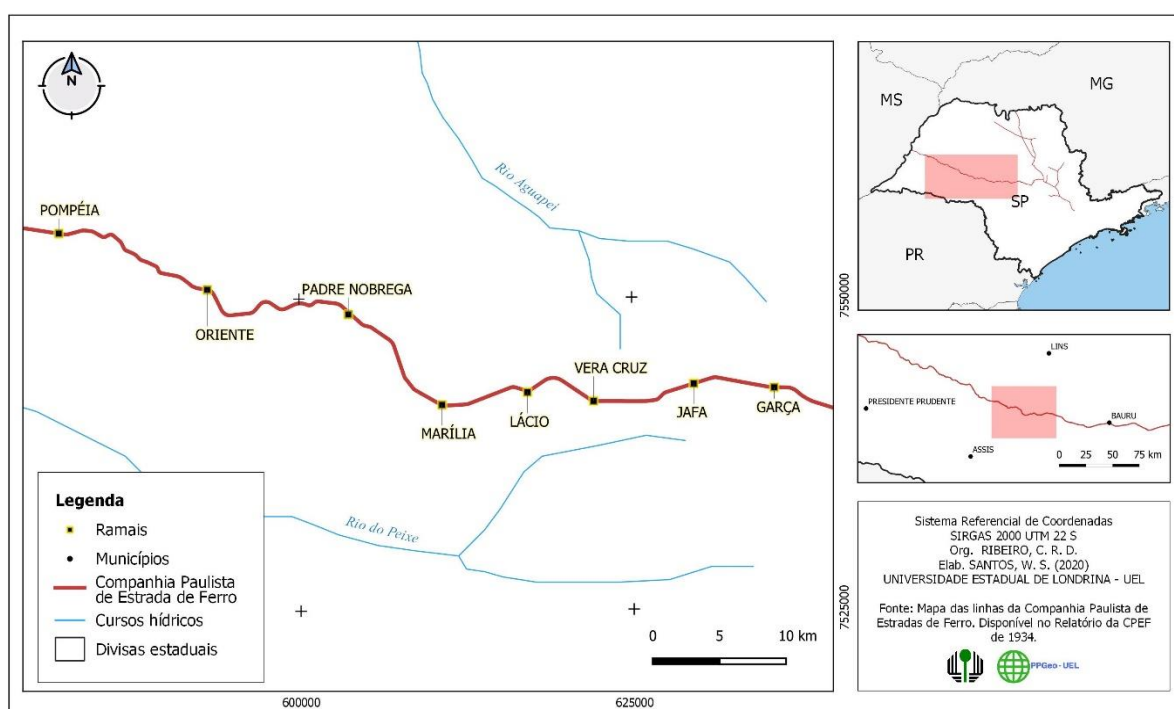 N
Rio Aguapeí
POMPÉIA
PADRE NOBREGA
ORIENTE
VERA CRUZ
MARÍLIA
LÁCIO
JAFA
GARÇA
Rio do Peixe
Legenda
Ramais
Municípios
Companhia Paulista
de Estrada de Ferro
Cursos hídricos
Divisas estaduais
0 5 10 km
600000
625000
7550000
7525000
MS
MG
SP
PR
LINS
PRESIDENTE PRUDENTE
BAURU
ASSIS
0 25 50 75 km
Sistema Referencial de Coordenadas
SIRGAS 2000 UTM 22 S
Org. RIBEIRO, C. R. D.
Elab. SANTOS, W. S. (2020)
UNIVERSIDADE ESTADUAL DE LONDRINA - UEL
Fonte: Mapa das linhas da Companhia Paulista de
Estradas de Ferro. Disponível no Relatório da CPEF
de 1934.
PPGeo - UEL